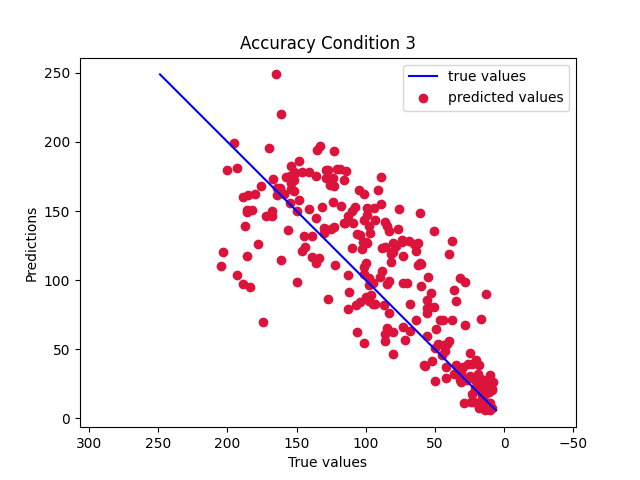 Accuracy Condition 3
true values
predicted values
Predictions
250
200
150
100
50
0
300 250 200 150 100 50 0 −50
True values